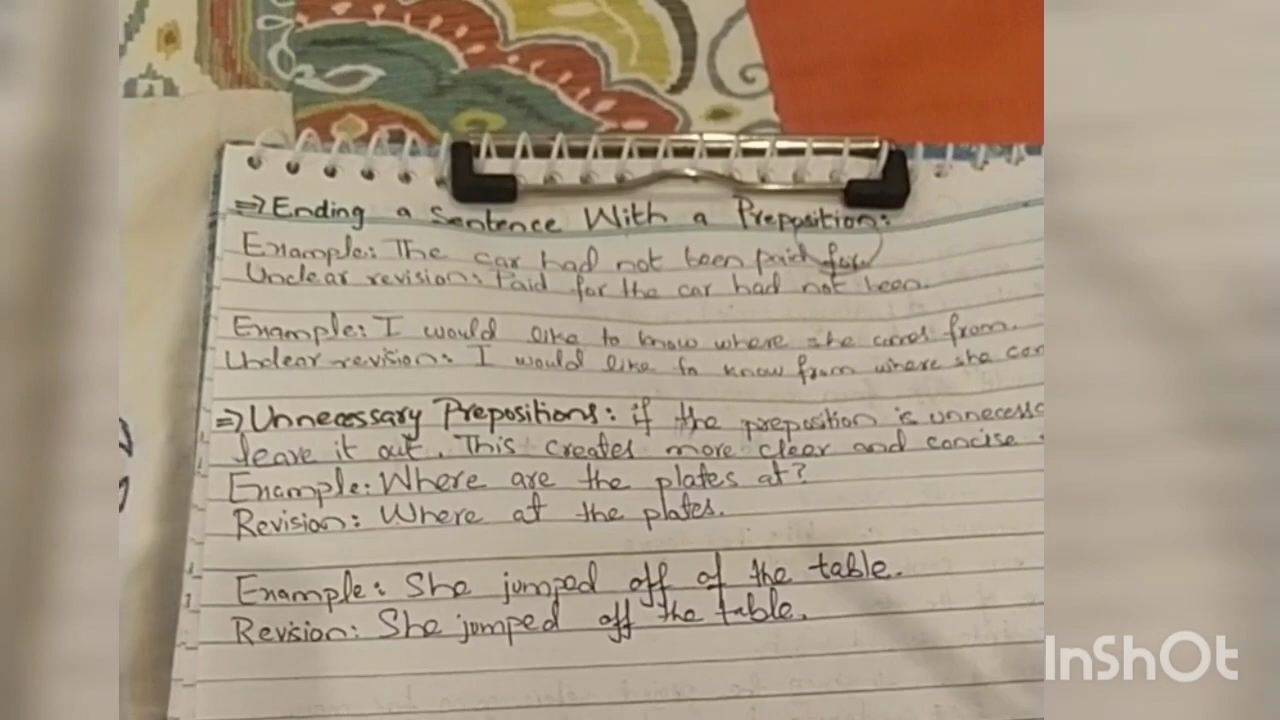 ⇒ Ending a Sentence With a Preposition:
Example: The car had not been paid for.
Unclear revision: Paid for the car had not been.
Example: I would like to know where she comes from.
Unclear revision: I would like to know from where she
⇒ Unnecessary Prepositions: if the preposition is
leave it out. This creates more clear and concise
Example: Where are the plates at?
Revision: Where at the plates.
Example: She jumped off of the table.
Revision: She jumped off the table.
InShOt